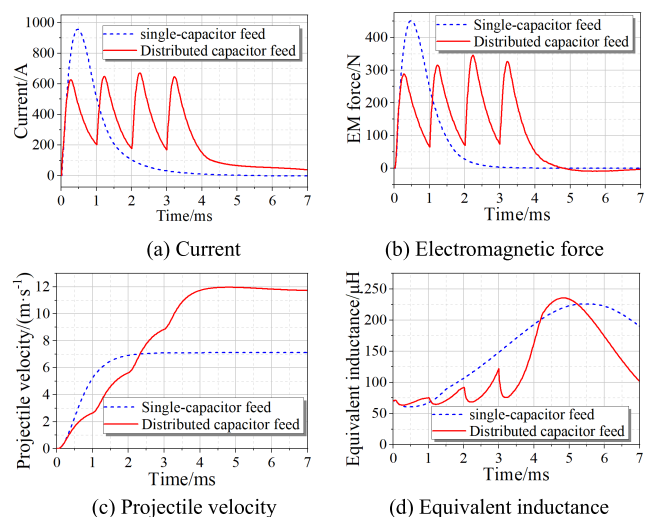 1000
800
600
400
200
0
Current/A
single-capacitor feed
Distributed capacitor feed
0 1 2 3 4 5 6 7
Time/ms
(a) Current
400
300
200
100
0
EM force/N
Single-capacitor feed
Distributed capacitor feed
0 1 2 3 4 5 6 7
Time/ms
(b) Electromagnetic force
14
12
10
8
6
4
2
0
Projectile velocity/(m·s⁻¹)
Single-capacitor feed
Distributed capacitor feed
0 1 2 3 4 5 6 7
Time/ms
(c) Projectile velocity
250
200
150
100
50
0
Equivalent inductance/μH
single-capacitor feed
Distributed capacitor feed
0 1 2 3 4 5 6 7
Time/ms
(d) Equivalent inductance